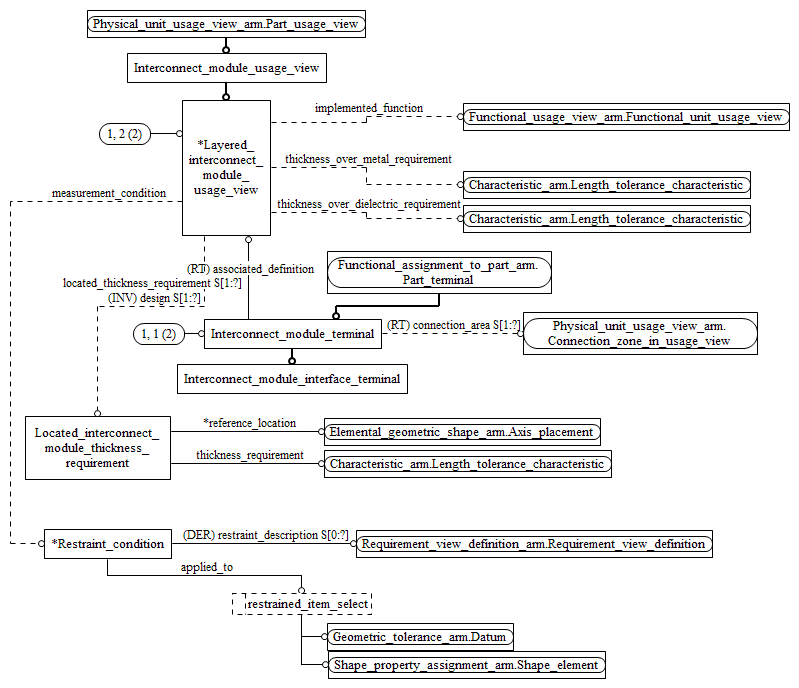 Physical_unit_usage_view_arm.Part_usage_view
Interconnect_module_usage_view
implemented_function
Functional_usage_view_arm.Functional_unit_usage_view
1, 2 (2)
*Layered_
interconnect_
module_
usage_view
thickness_over_metal_requirement
Characteristic_arm.Length_tolerance_characteristic
measurement_condition
thickness_over_dielectric_requirement
Characteristic_arm.Length_tolerance_characteristic
(RT) associated_definition
located_thickness_requirement S[1:?]
(INV) design S[1:?]
Functional_assignment_to_part_arm.
Part_terminal
1, 1 (2)
Interconnect_module_terminal
(RT) connection_area S[1:?]
Physical_unit_usage_view_arm.
Connection_zone_in_usage_view
Interconnect_module_interface_terminal
Located_interconnect_
module_thickness_
requirement
*reference_location
Elemental_geometric_shape_arm.Axis_placement
thickness_requirement
Characteristic_arm.Length_tolerance_characteristic
*Restraint_condition
(DER) restraint_description S[0:?]
Requirement_view_definition_arm.Requirement_view_definition
applied_to
restrained_item_select
Geometric_tolerance_arm.Datum
Shape_property_assignment_arm.Shape_element